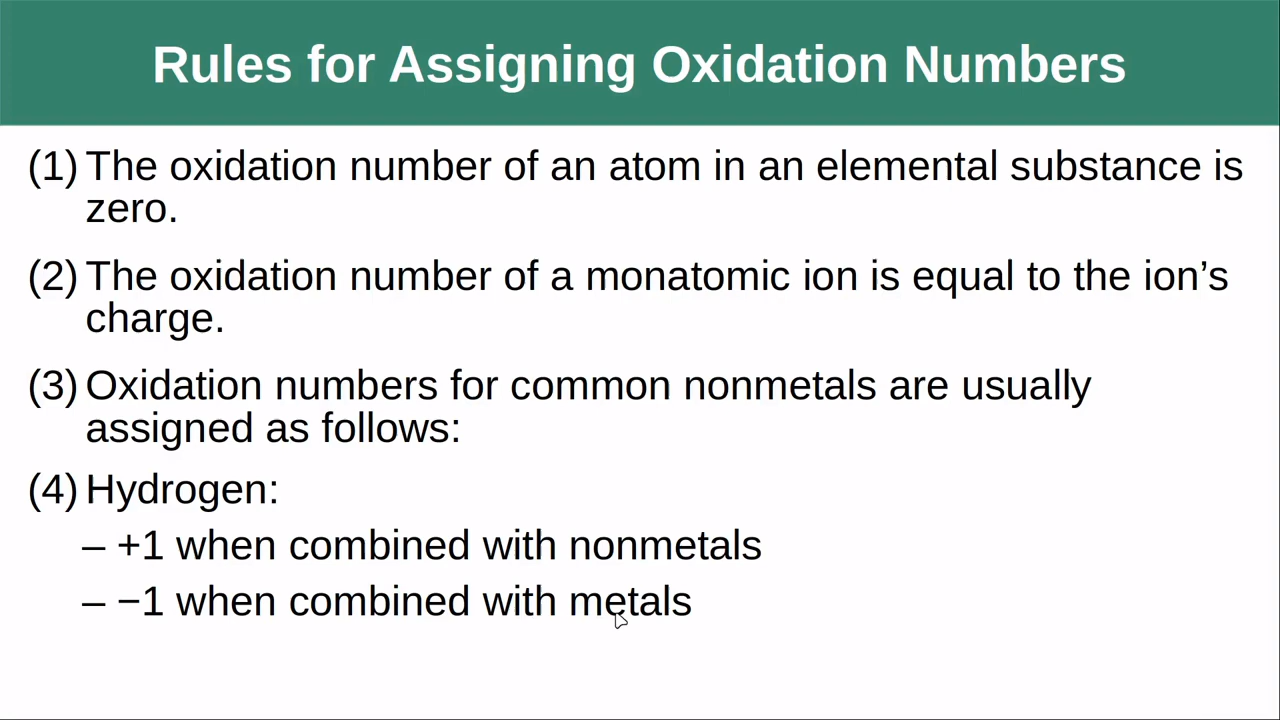 Rules for Assigning Oxidation Numbers
(1) The oxidation number of an atom in an elemental substance is
zero.
(2) The oxidation number of a monatomic ion is equal to the ion’s
charge.
(3) Oxidation numbers for common nonmetals are usually
assigned as follows:
(4) Hydrogen:
– +1 when combined with nonmetals
– −1 when combined with metals